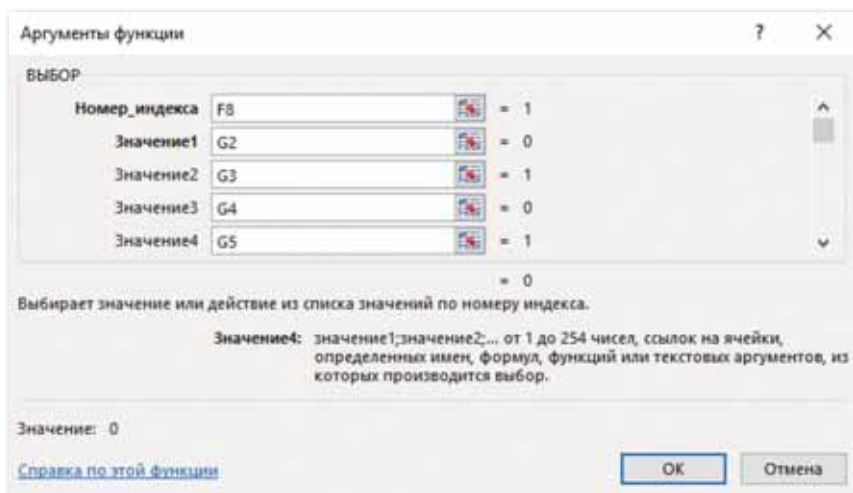 Аргументы функции ? ×
ВЫБОР
Номер_индекса F8 = 1
Значение1 G2 = 0
Значение2 G3 = 1
Значение3 G4 = 0
Значение4 G5 = 1
= 0
Выбирает значение или действие из списка значений по номеру индекса.
Значение4: значение1;значение2;... от 1 до 254 чисел, ссылок на ячейки,
определенных имен, формул, функций или текстовых аргументов, из
которых производится выбор.
Значение: 0
Справка по этой функции ОК Отмена